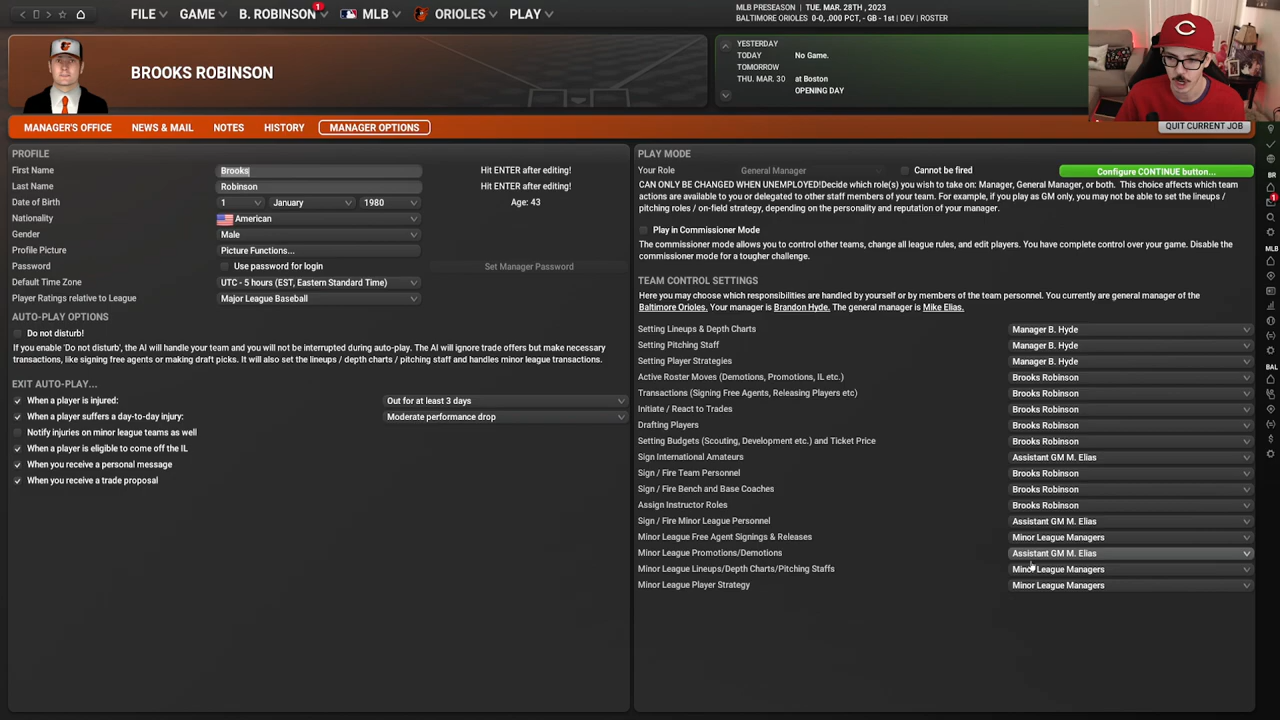 FILE
GAME
B. ROBINSON
1
MLB
ORIOLES
PLAY
MLB PRESEASON | TUE. MAR. 28TH , 2023
BALTIMORE ORIOLES 0-0, .000 PCT, - GB - 1st | DEV | ROSTER
BROOKS ROBINSON
YESTERDAY
TODAY No Game.
TOMORROW
THU. MAR. 30 at Boston
OPENING DAY
MANAGER'S OFFICE
NEWS & MAIL
NOTES
HISTORY
MANAGER OPTIONS
QUIT CURRENT JOB
PROFILE
First Name Brooks Hit ENTER after editing!
Last Name Robinson Hit ENTER after editing!
Date of Birth 1 January 1980 Age: 43
Nationality American
Gender Male
Profile Picture Picture Functions...
Password Use password for login Set Manager Password
Default Time Zone UTC - 5 hours (EST, Eastern Standard Time)
Player Ratings relative to League Major League Baseball
AUTO-PLAY OPTIONS
Do not disturb!
If you enable 'Do not disturb', the AI will handle your team and you will not be interrupted during auto-play. The AI will ignore trade offers but make necessary
transactions, like signing free agents or making draft picks. It will also set the lineups / depth charts / pitching staff and handles minor league transactions.
EXIT AUTO-PLAY...
When a player is injured: Out for at least 3 days
When a player suffers a day-to-day injury: Moderate performance drop
Notify injuries on minor league teams as well
When a player is eligible to come off the IL
When you receive a personal message
When you receive a trade proposal
PLAY MODE
Your Role General Manager Cannot be fired Configure CONTINUE button...
CAN ONLY BE CHANGED WHEN UNEMPLOYED!Decide which role(s) you wish to take on: Manager, General Manager, or both. This choice affects which team
actions are available to you or delegated to other staff members of your team. For example, if you play as GM only, you may not be able to set the lineups /
pitching roles / on-field strategy, depending on the personality and reputation of your manager.
Play in Commissioner Mode
The commissioner mode allows you to control other teams, change all league rules, and edit players. You have complete control over your game. Disable the
commissioner mode for a tougher challenge.
TEAM CONTROL SETTINGS
Here you may choose which responsibilities are handled by yourself or by members of the team personnel. You currently are general manager of the
Baltimore Orioles. Your manager is Brandon Hyde. The general manager is Mike Elias.
Setting Lineups & Depth Charts Manager B. Hyde
Setting Pitching Staff Manager B. Hyde
Setting Player Strategies Manager B. Hyde
Active Roster Moves (Demotions, Promotions, IL etc.) Brooks Robinson
Transactions (Signing Free Agents, Releasing Players etc) Brooks Robinson
Initiate / React to Trades Brooks Robinson
Drafting Players Brooks Robinson
Setting Budgets (Scouting, Development etc.) and Ticket Price Brooks Robinson
Sign International Amateurs Assistant GM M. Elias
Sign / Fire Team Personnel Brooks Robinson
Sign / Fire Bench and Base Coaches Brooks Robinson
Assign Instructor Roles Brooks Robinson
Sign / Fire Minor League Personnel Assistant GM M. Elias
Minor League Free Agent Signings & Releases Minor League Managers
Minor League Promotions/Demotions Assistant GM M. Elias
Minor League Lineups/Depth Charts/Pitching Staffs Minor League Managers
Minor League Player Strategy Minor League Managers
BR
1
MLB
BAL